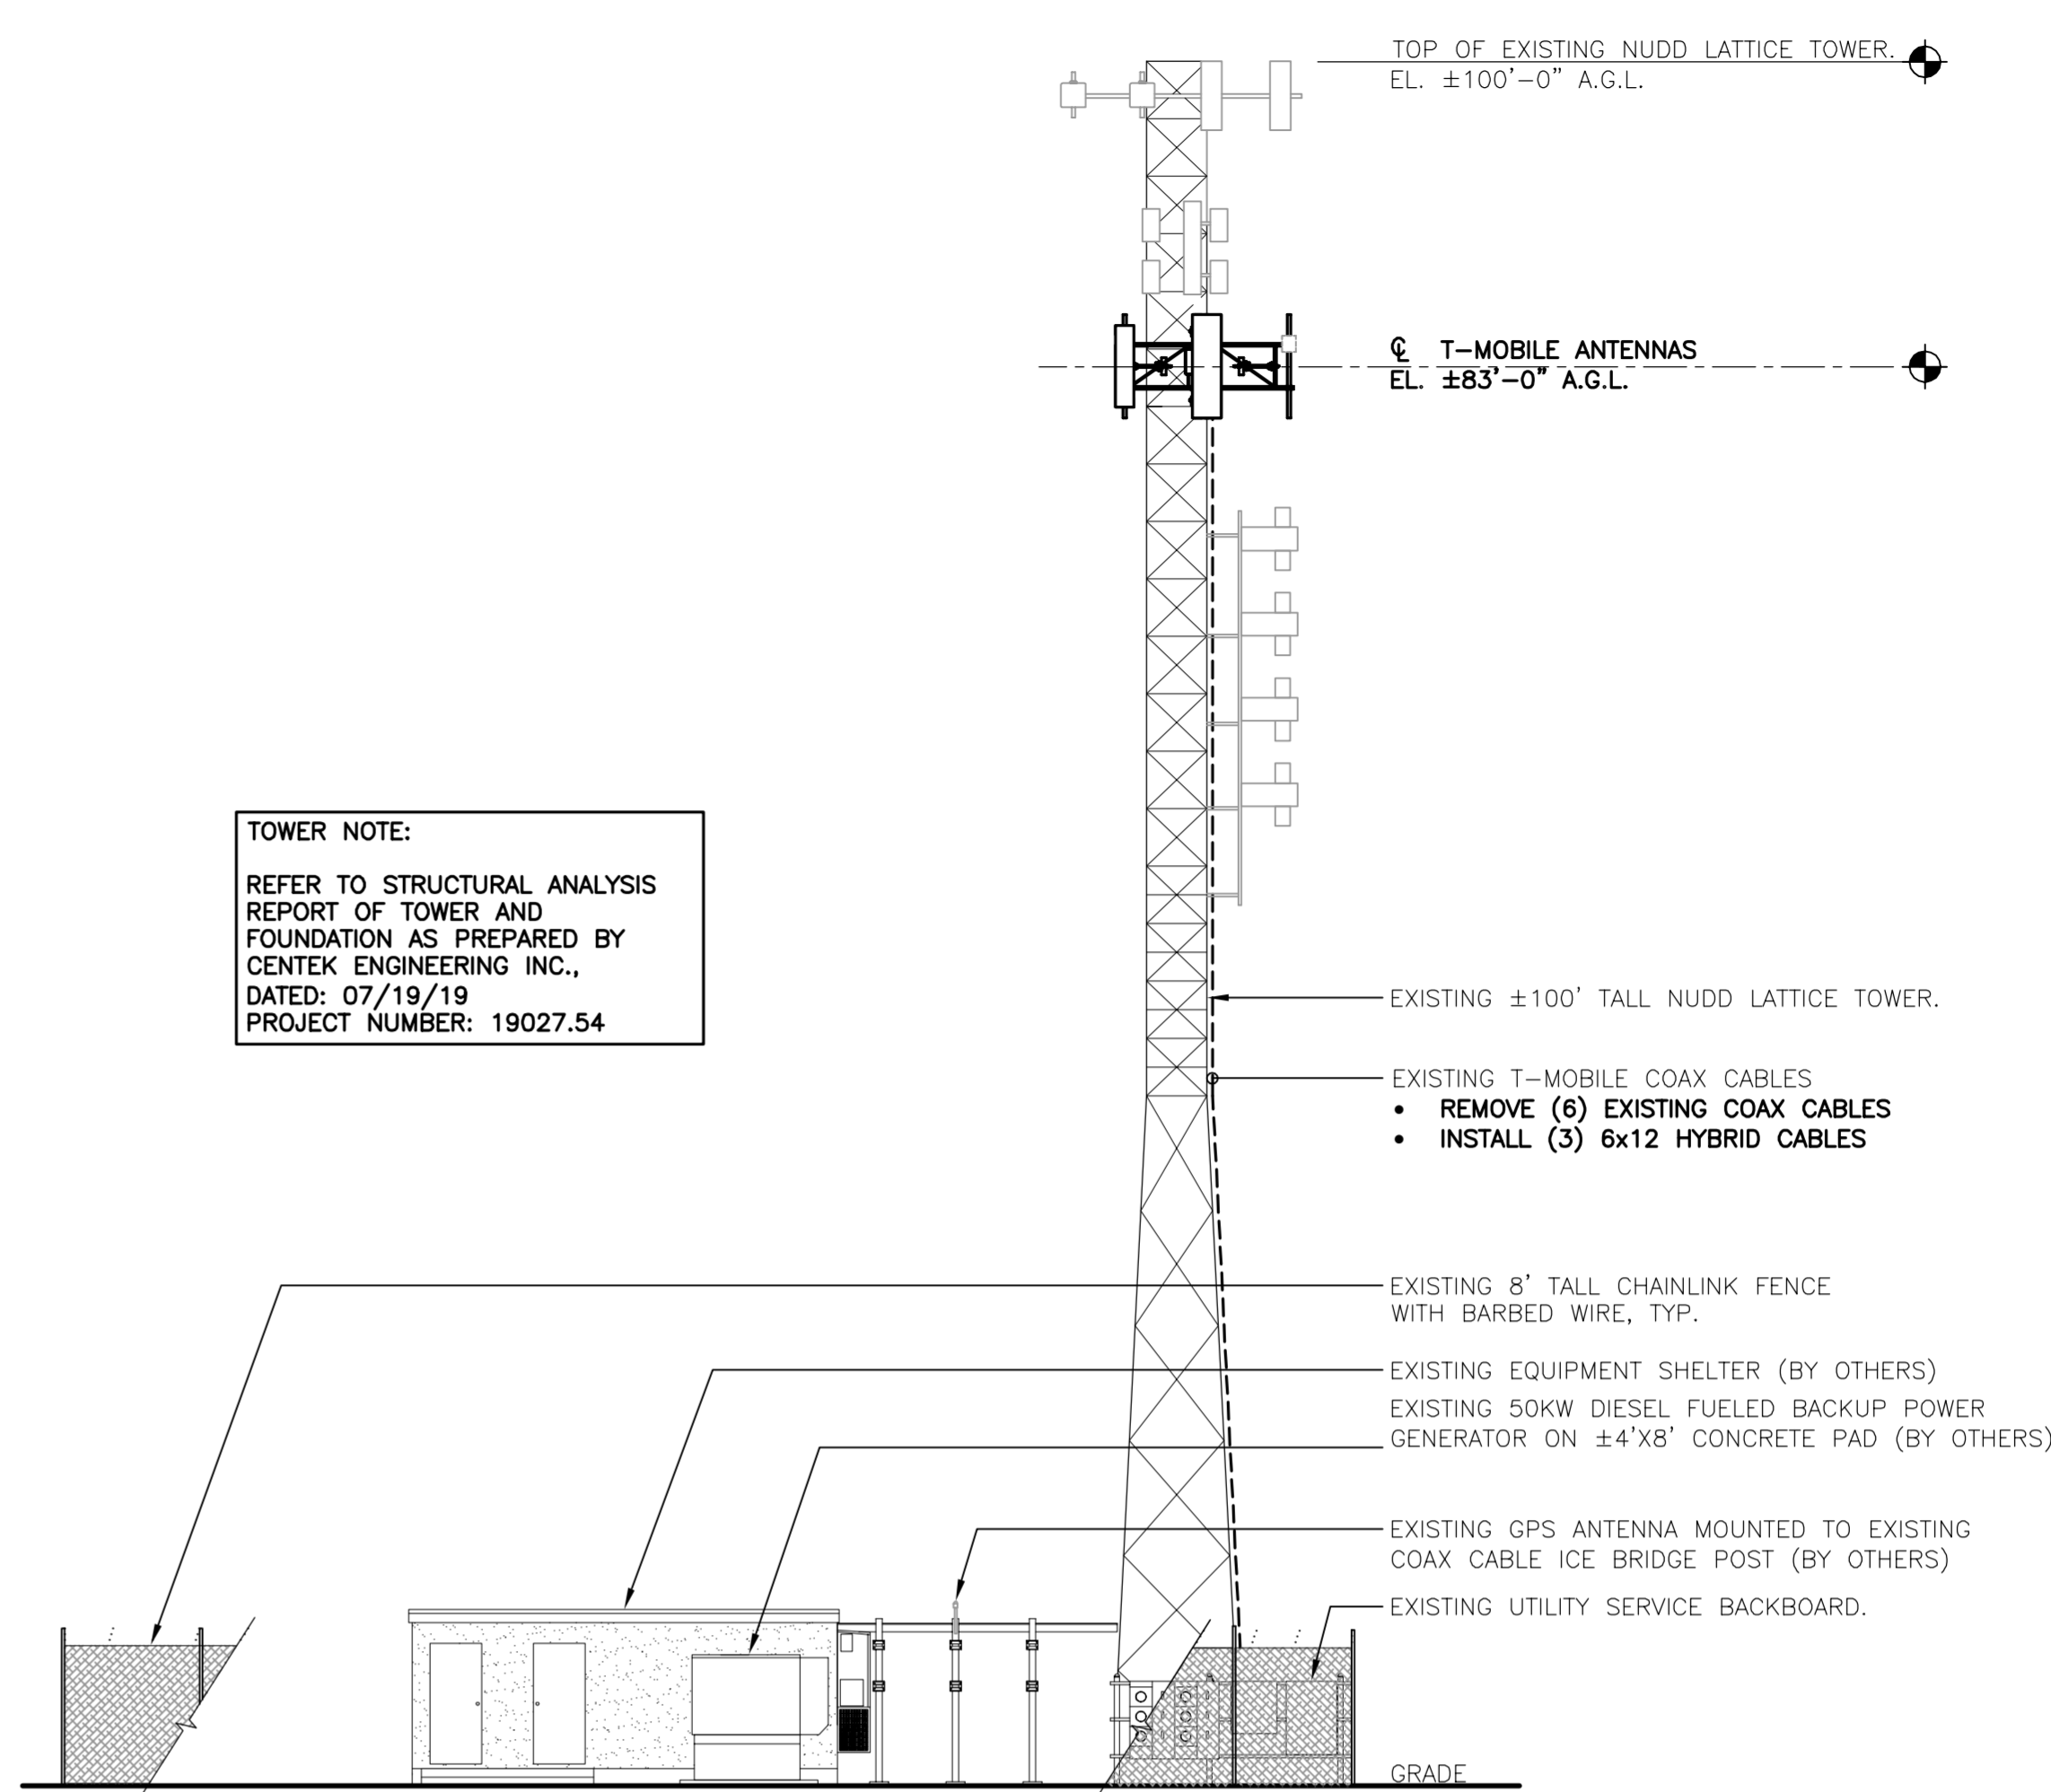 TOP OF EXISTING NUDD LATTICE TOWER.
EL. ±100'-0" A.G.L.
℄ T-MOBILE ANTENNAS
EL. ±83'-0" A.G.L.
TOWER NOTE:
REFER TO STRUCTURAL ANALYSIS
REPORT OF TOWER AND
FOUNDATION AS PREPARED BY
CENTEK ENGINEERING INC.,
DATED: 07/19/19
PROJECT NUMBER: 19027.54
EXISTING ±100' TALL NUDD LATTICE TOWER.
EXISTING T-MOBILE COAX CABLES
• REMOVE (6) EXISTING COAX CABLES
• INSTALL (3) 6x12 HYBRID CABLES
EXISTING 8' TALL CHAINLINK FENCE
WITH BARBED WIRE, TYP.
EXISTING EQUIPMENT SHELTER (BY OTHERS)
EXISTING 50KW DIESEL FUELED BACKUP POWER
GENERATOR ON ±4'X8' CONCRETE PAD (BY OTHERS)
EXISTING GPS ANTENNA MOUNTED TO EXISTING
COAX CABLE ICE BRIDGE POST (BY OTHERS)
EXISTING UTILITY SERVICE BACKBOARD.
GRADE